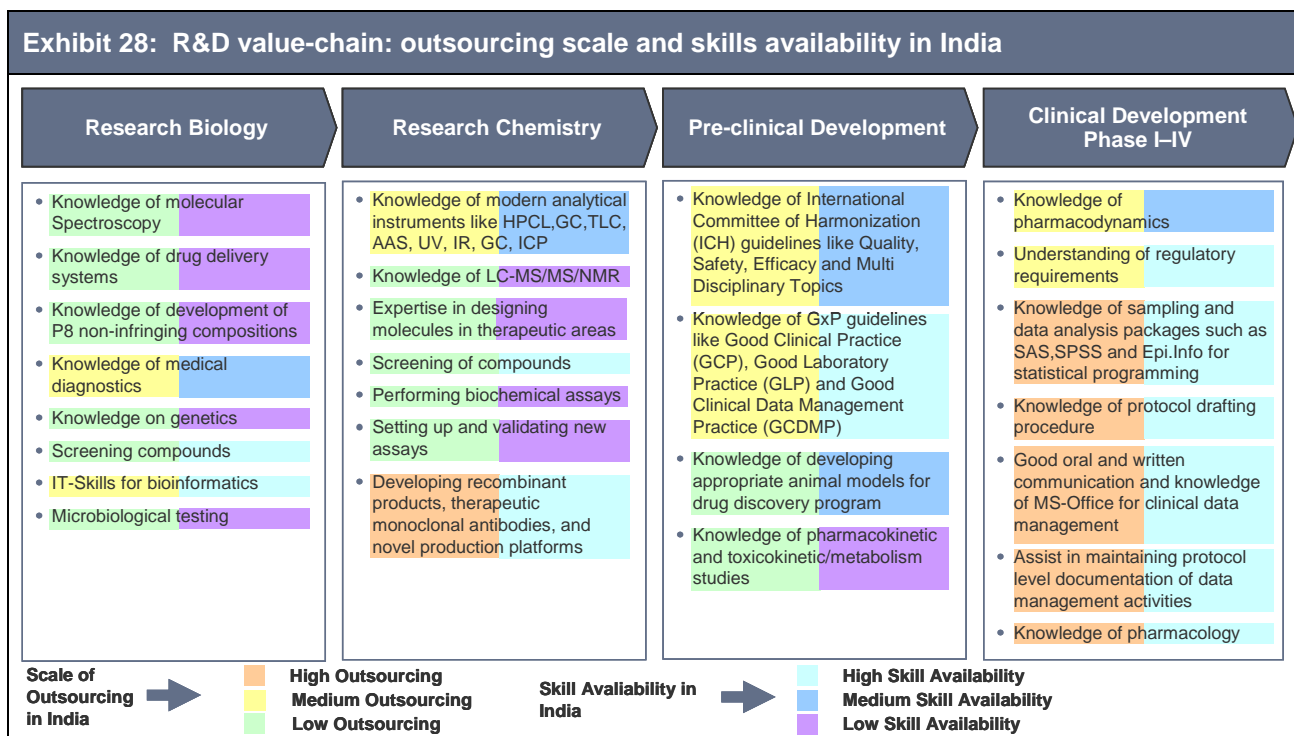 Exhibit 28: R&D value-chain: outsourcing scale and skills availability in India
Research Biology
• Knowledge of molecular
Spectroscopy
• Knowledge of drug delivery
systems
• Knowledge of development of
P8 non-infringing compositions
• Knowledge of medical
diagnostics
• Knowledge on genetics
• Screening compounds
• IT-Skills for bioinformatics
• Microbiological testing
Research Chemistry
• Knowledge of modern analytical
instruments like HPCL,GC,TLC,
AAS, UV, IR, GC, ICP
• Knowledge of LC-MS/MS/NMR
• Expertise in designing
molecules in therapeutic areas
• Screening of compounds
• Performing biochemical assays
• Setting up and validating new
assays
• Developing recombinant
products, therapeutic
monoclonal antibodies, and
novel production platforms
Pre-clinical Development
• Knowledge of International
Committee of Harmonization
(ICH) guidelines like Quality,
Safety, Efficacy and Multi
Disciplinary Topics
• Knowledge of GxP guidelines
like Good Clinical Practice
(GCP), Good Laboratory
Practice (GLP) and Good
Clinical Data Management
Practice (GCDMP)
• Knowledge of developing
appropriate animal models for
drug discovery program
• Knowledge of pharmacokinetic
and toxicokinetic/metabolism
studies
Clinical Development
Phase I–IV
• Knowledge of
pharmacodynamics
• Understanding of regulatory
requirements
• Knowledge of sampling and
data analysis packages such as
SAS,SPSS and Epi.Info for
statistical programming
• Knowledge of protocol drafting
procedure
• Good oral and written
communication and knowledge
of MS-Office for clinical data
management
• Assist in maintaining protocol
level documentation of data
management activities
• Knowledge of pharmacology
Scale of
Outsourcing
in India
High Outsourcing
Medium Outsourcing
Low Outsourcing
Skill Avaliability in
India
High Skill Availability
Medium Skill Availability
Low Skill Availability